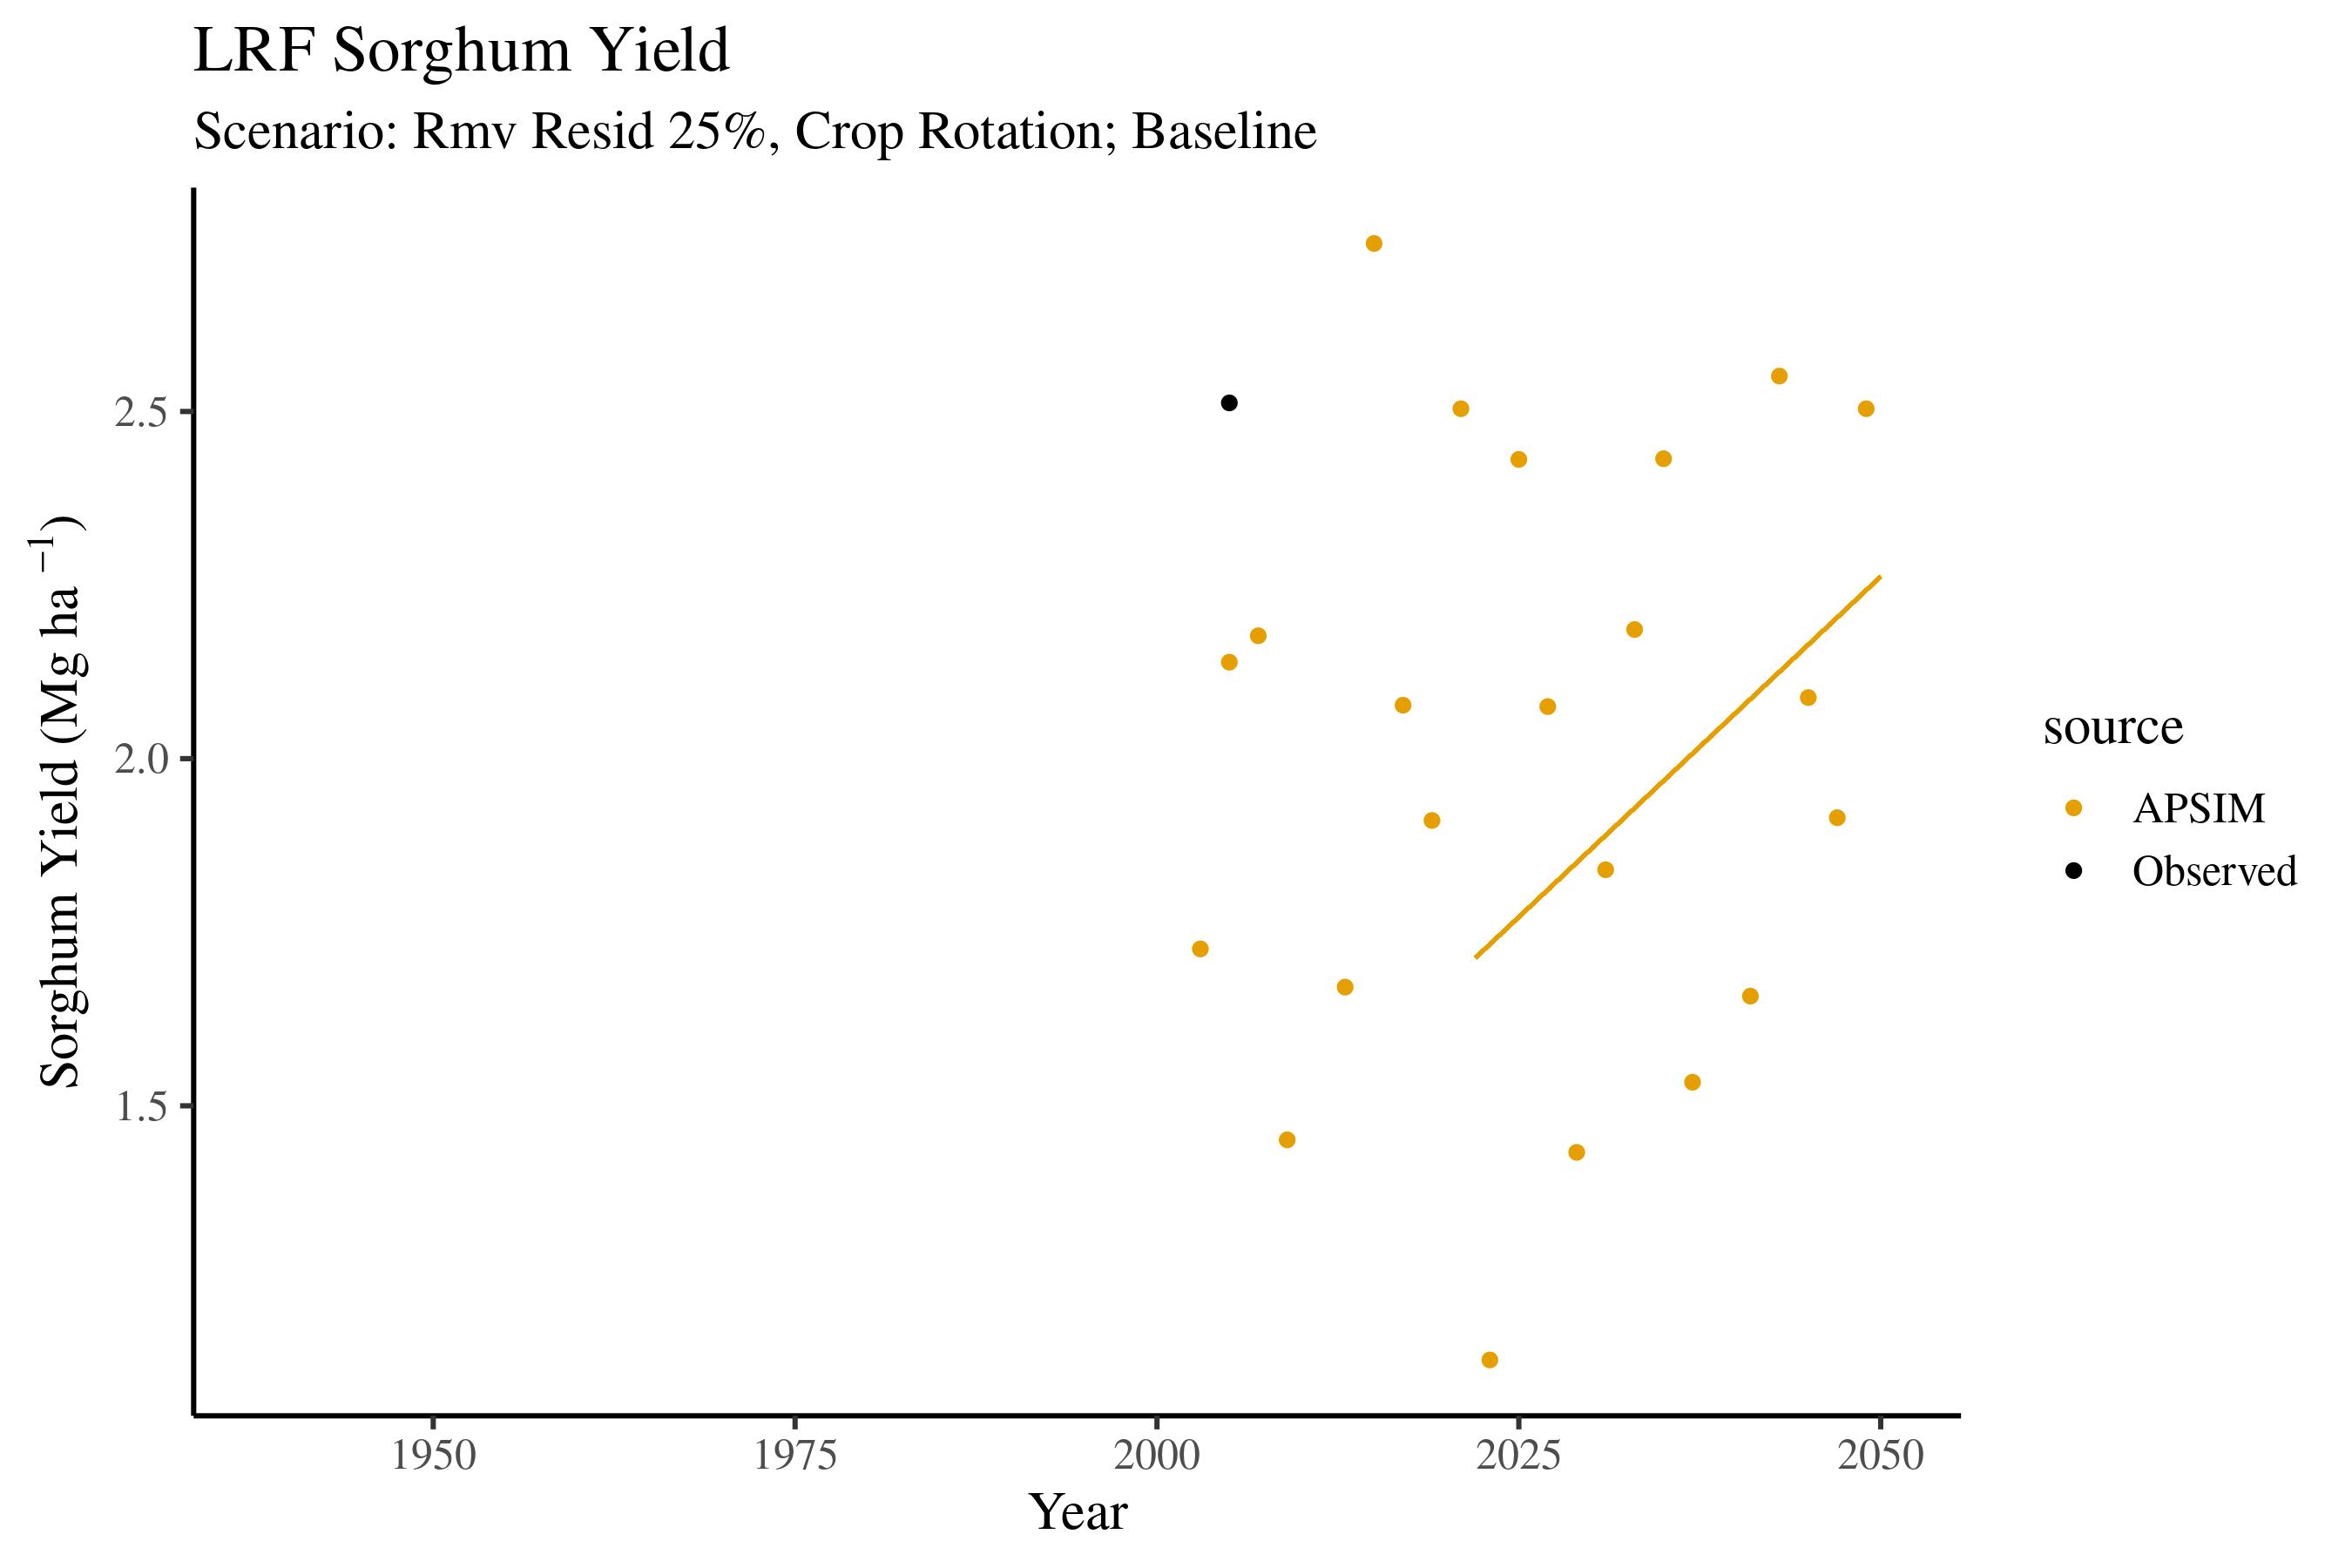 LRF Sorghum Yield
Scenario: Rmv Resid 25%, Crop Rotation; Baseline
Sorghum Yield (Mg ha −1)
2.5
2.0
1.5
1950 1975 2000 2025 2050
Year
source
APSIM
Observed